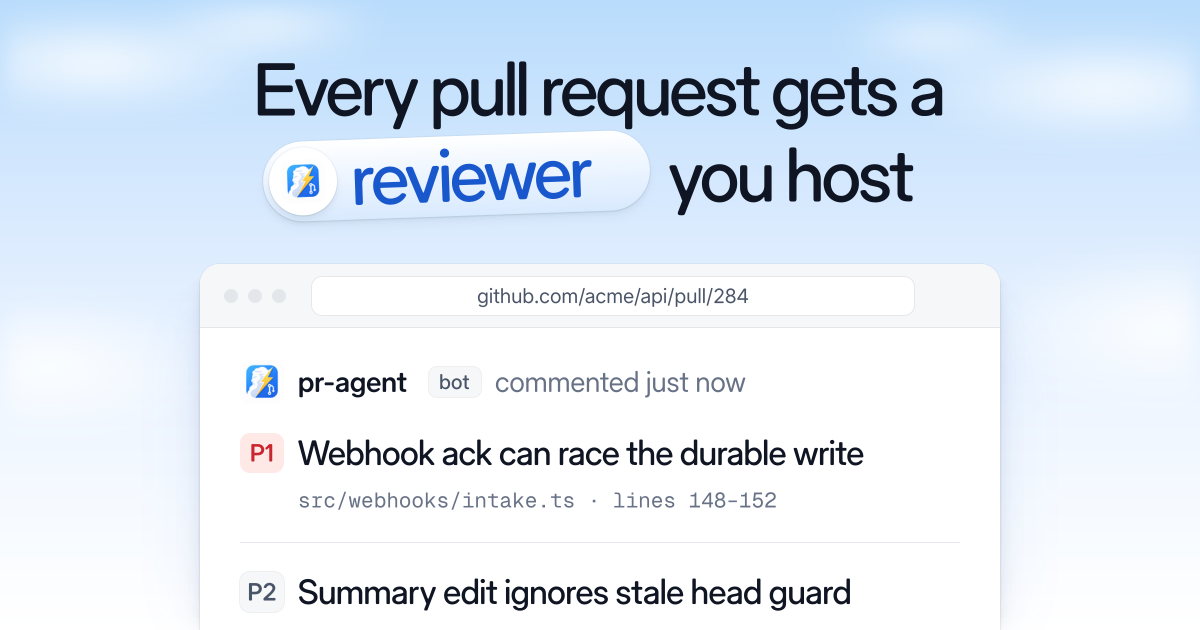 Every pull request gets a
reviewer you host
github.com/acme/api/pull/284
pr-agent bot commented just now
P1 Webhook ack can race the durable write
src/webhooks/intake.ts · lines 148–152
P2 Summary edit ignores stale head guard